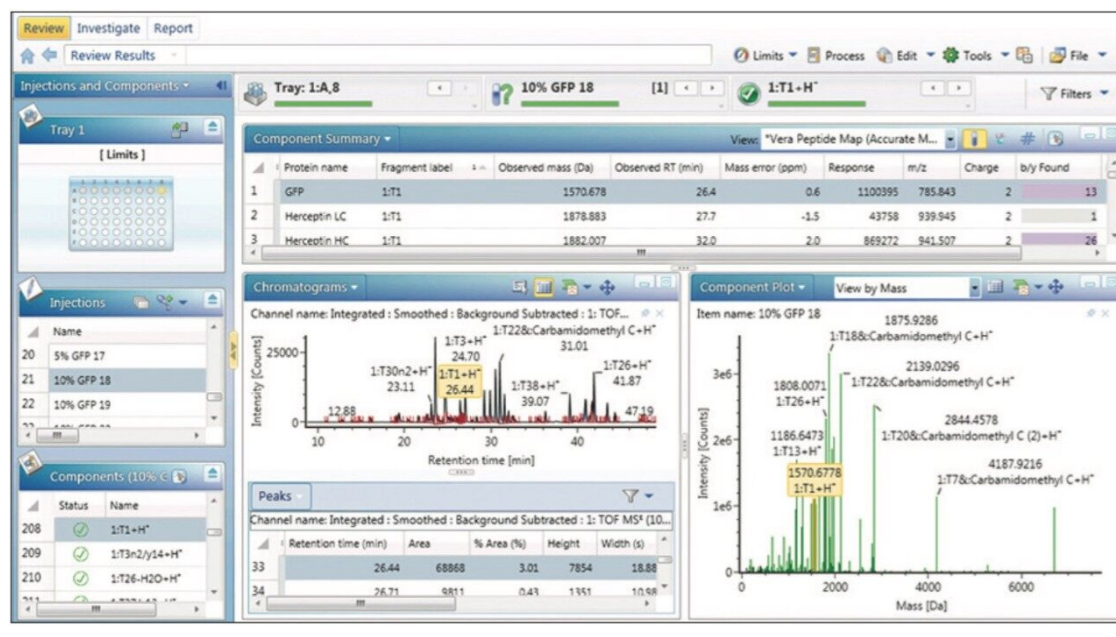 Review Investigate Report
Review Results
Limits Process Edit Tools File
Injections and Components
Tray: 1:A,8 10% GFP 18 [1] 1:T1+H⁺ Filters
Tray 1
[ Limits ]
Component Summary View: "Vera Peptide Map (Accurate M...
Protein name Fragment label 1 Observed mass (Da) Observed RT (min) Mass error (ppm) Response m/z Charge b/y Found
1 GFP 1:T1 1570.678 26.4 0.6 1100395 785.843 2 13
2 Herceptin LC 1:T1 1878.883 27.7 -1.5 43758 939.945 2 1
3 Herceptin HC 1:T1 1882.007 32.0 2.0 869272 941.507 2 26
Injections
Name
20 5% GFP 17
21 10% GFP 18
22 10% GFP 19
Components (10% G
Status Name
208 1:T1+H⁺
209 1:T3n2/y14+H⁺
210 1:T26-H2O+H⁺
211
Chromatograms
Channel name: Integrated : Smoothed : Background Subtracted : 1: TOF...
1:T22&:Carbamidomethyl C+H⁺
31.01
1:T3+H⁺
24.70
1:T30n2+H⁺
23.11
1:T1+H⁺
26.44
1:T38+H⁺
39.07
1:T26+H⁺
41.87
12.88
47.19
Intensity [Counts]
25000
0
10 20 30 40
Retention time [min]
Peaks
Channel name: Integrated : Smoothed : Background Subtracted : 1: TOF MSᴱ (10...
Retention time (min) Area % Area (%) Height Width (s)
33 26.44 68868 3.01 7854 18.88
34 26.71 9811 0.43 1351 10.98
Component Plot View by Mass
Item name: 10% GFP 18
1875.9286
1:T18&:Carbamidomethyl C+H⁺
2139.0296
1:T22&:Carbamidomethyl C+H⁺
1808.0071
1:T26+H⁺
2844.4578
1:T20&:Carbamidomethyl C (2)+H⁺
1186.6473
1:T13+H⁺
4187.9216
1:T7&:Carbamidomethyl C+H⁺
1570.6778
1:T1+H⁺
Intensity [Counts]
3e6
2e6
1e6
0
0 2000 4000 6000
Mass [Da]